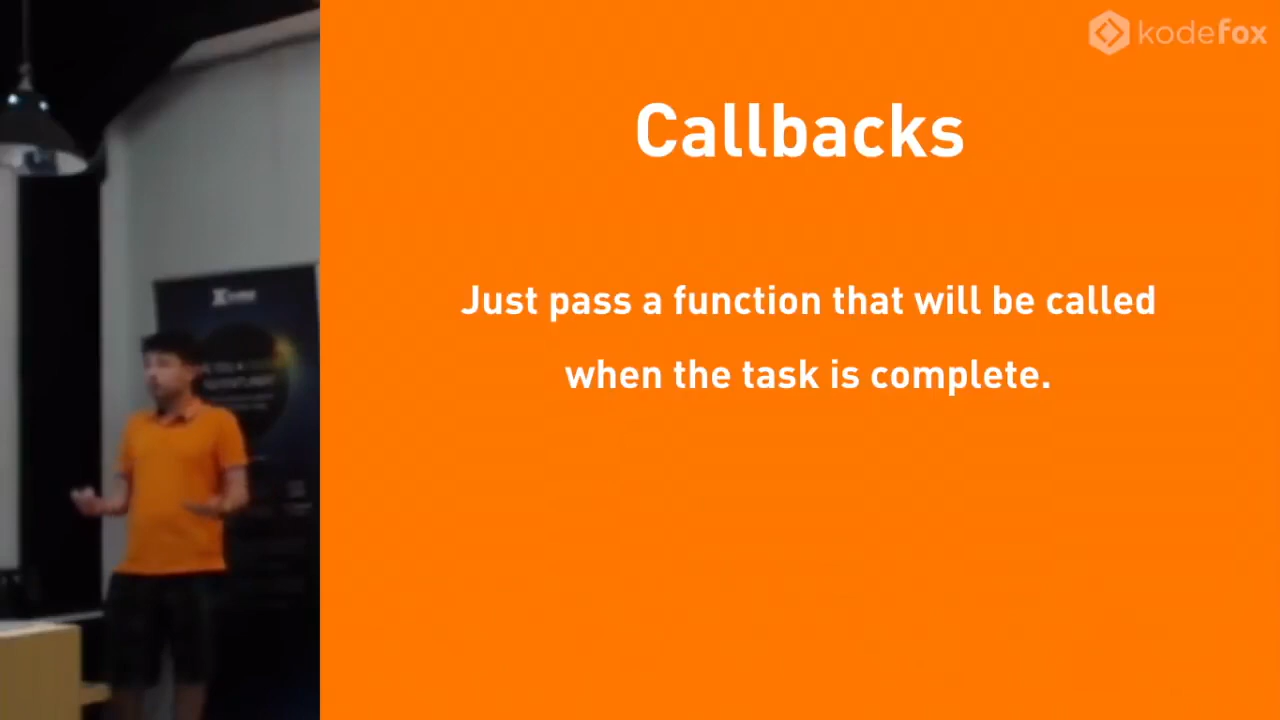 kodefox
Callbacks
Just pass a function that will be called
when the task is complete.